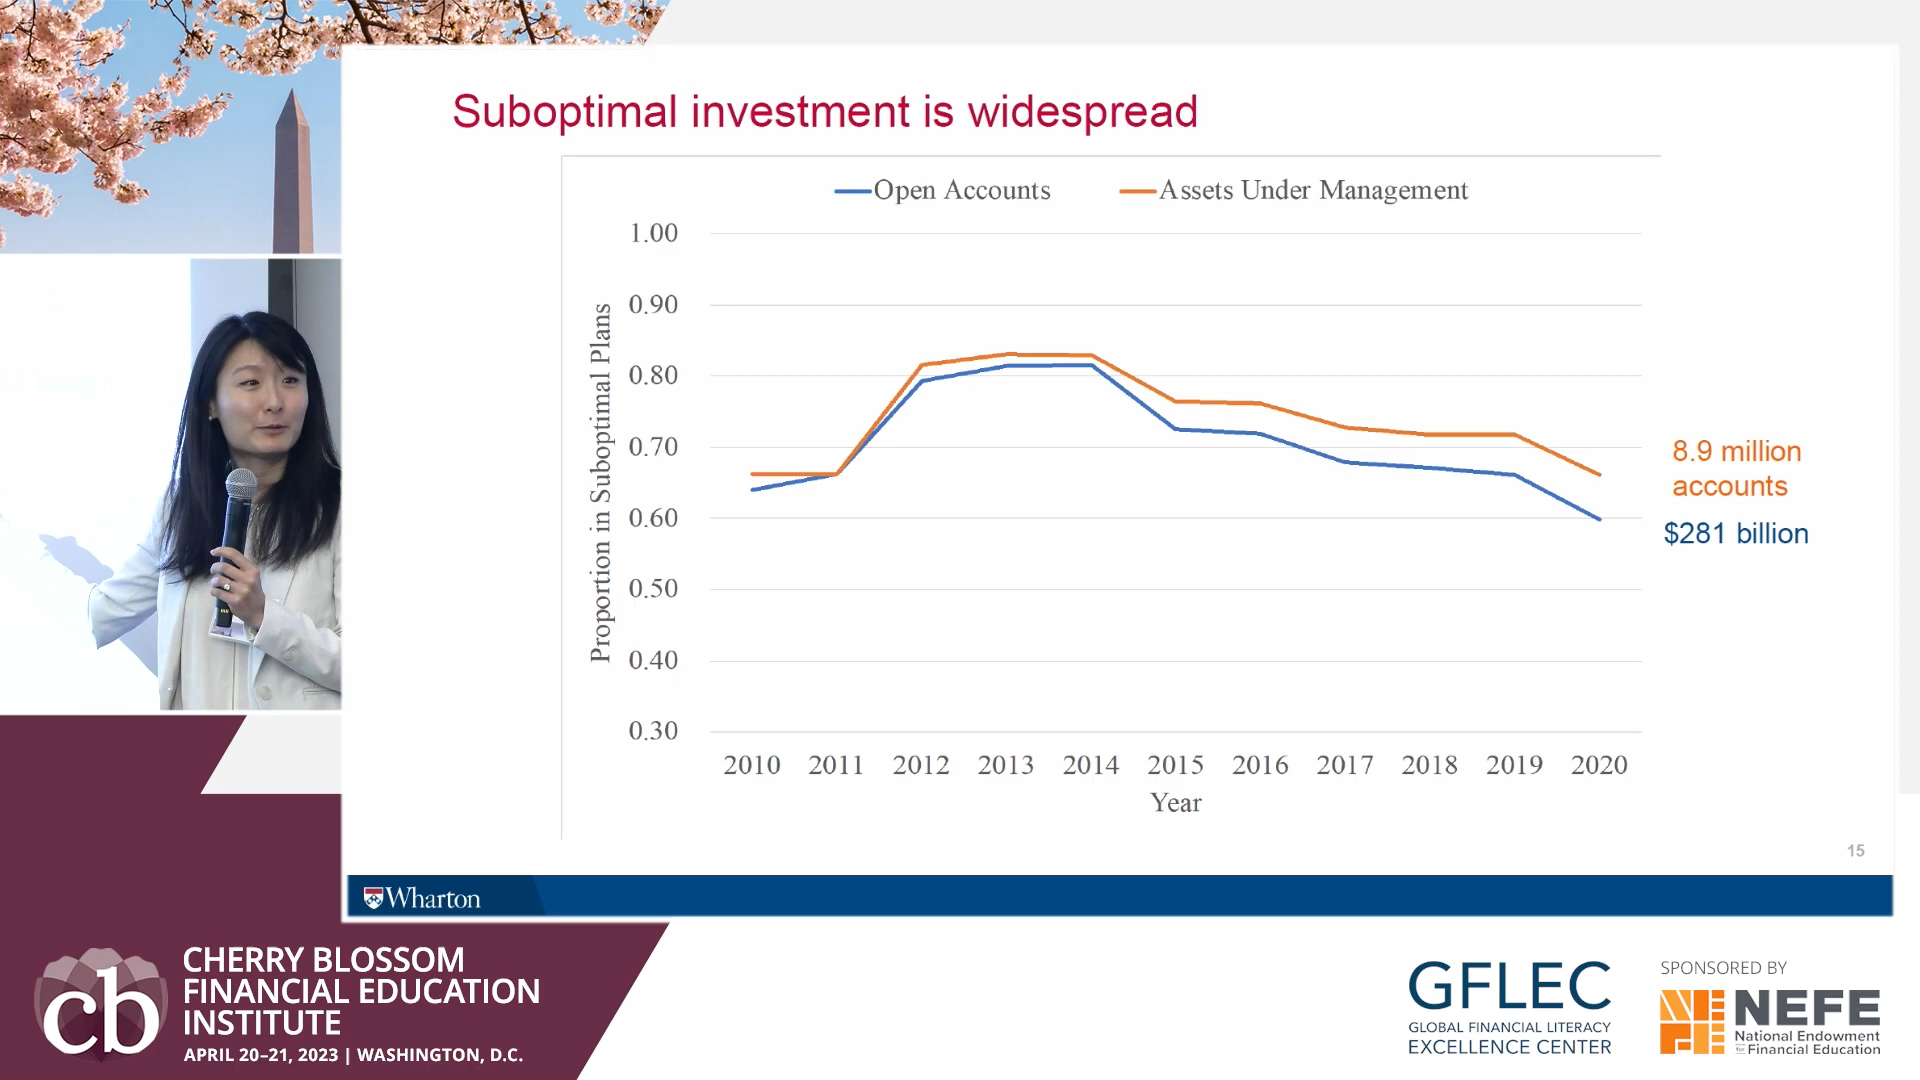 Suboptimal investment is widespread
Open Accounts Assets Under Management
1.00
0.90
0.80
0.70
0.60
0.50
0.40
0.30
Proportion in Suboptimal Plans
2010 2011 2012 2013 2014 2015 2016 2017 2018 2019 2020
Year
8.9 million
accounts
$281 billion
15
Wharton
cb
CHERRY BLOSSOM
FINANCIAL EDUCATION
INSTITUTE
APRIL 20–21, 2023 | WASHINGTON, D.C.
GFLEC
GLOBAL FINANCIAL LITERACY
EXCELLENCE CENTER
SPONSORED BY
NEFE
National Endowment
for Financial Education